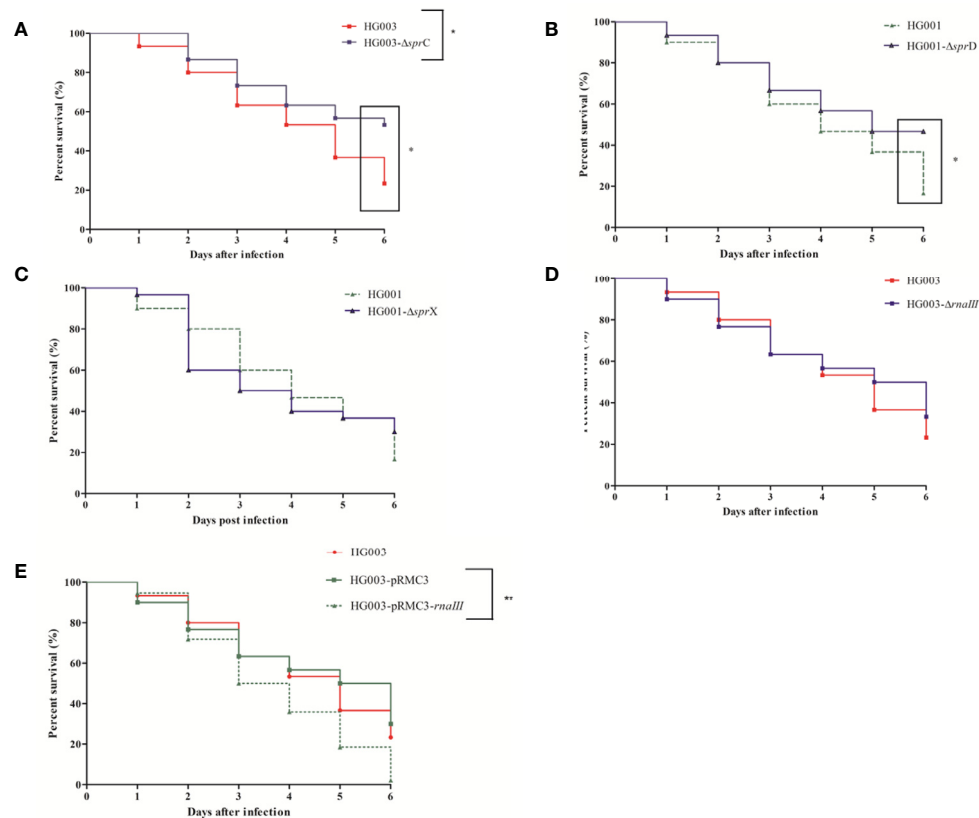 A
HG003
HG003-ΔsprC
*
100
80
60
40
20
0
Percent survival (%)
*
0 1 2 3 4 5 6
Days after infection
B
HG001
HG001-ΔsprD
100
80
60
40
20
0
Percent survival (%)
*
0 1 2 3 4 5 6
Days after infection
C
HG001
HG001-ΔsprX
100
80
60
40
20
0
Percent survival (%)
0 1 2 3 4 5 6
Days post infection
D
HG003
HG003-ΔrnaIII
100
80
60
40
20
0
Percent survival (%)
0 1 2 3 4 5 6
Days after infection
E
HG003
HG003-pRMC3
HG003-pRMC3-rnaIII
**
100
80
60
40
20
0
Percent survival (%)
0 1 2 3 4 5 6
Days after infection